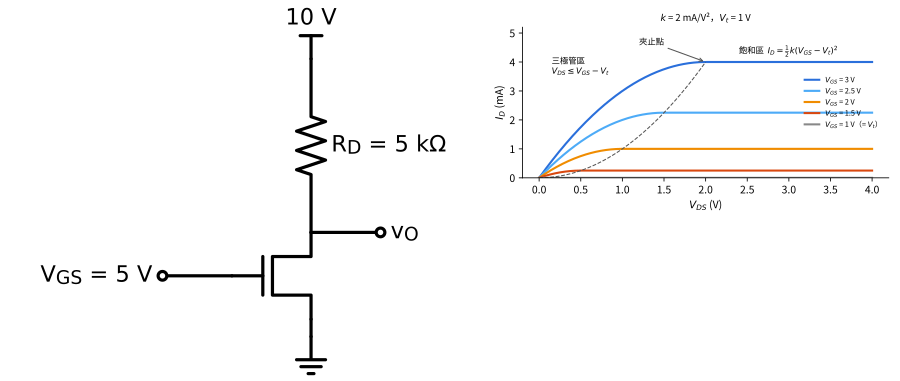 10 V
R_D = 5 kΩ
v_O
V_GS = 5 V
k = 2 mA/V², V_t = 1 V
夾止點
飽和區 I_D = ½k(V_GS − V_t)²
三極管區
V_DS ≤ V_GS − V_t
V_GS = 3 V
V_GS = 2.5 V
V_GS = 2 V
V_GS = 1.5 V
V_GS = 1 V (= V_t)
I_D (mA)
5
4
3
2
1
0
0.0 0.5 1.0 1.5 2.0 2.5 3.0 3.5 4.0
V_DS (V)